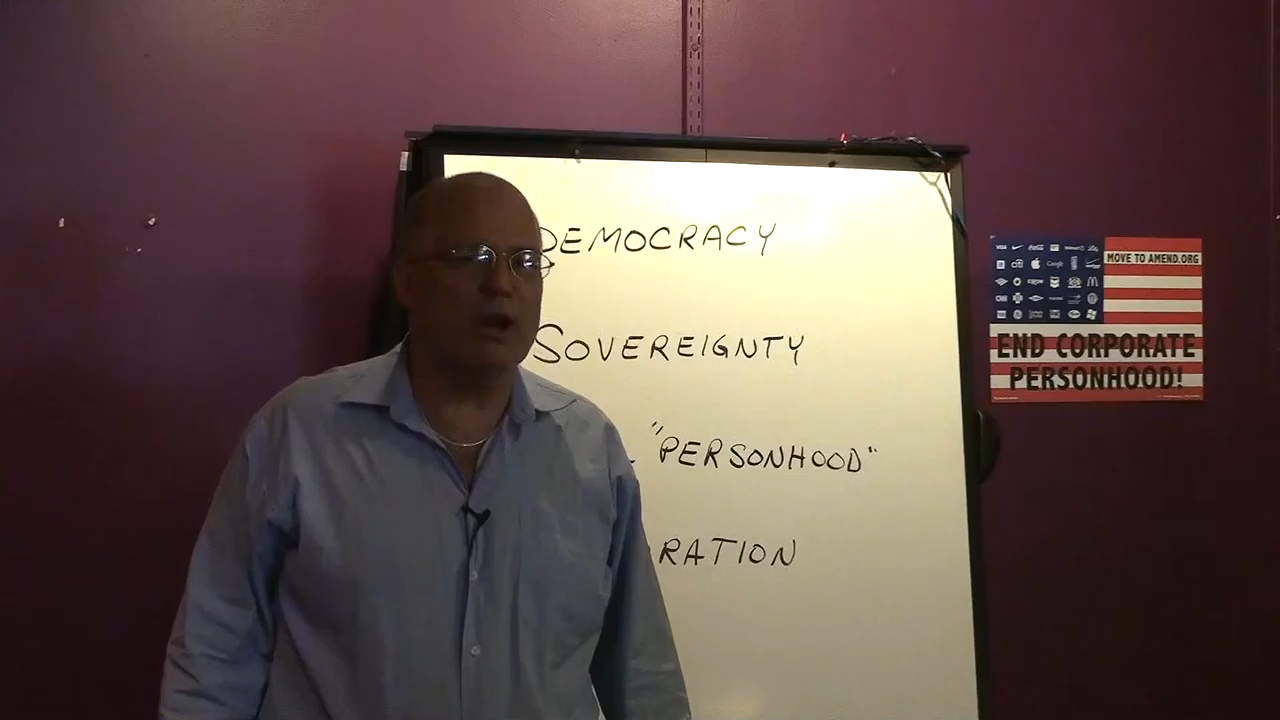 DEMOCRACY
SOVEREIGNTY
"PERSONHOOD"
RATION
MOVE TO AMEND.ORG
END CORPORATE
PERSONHOOD!